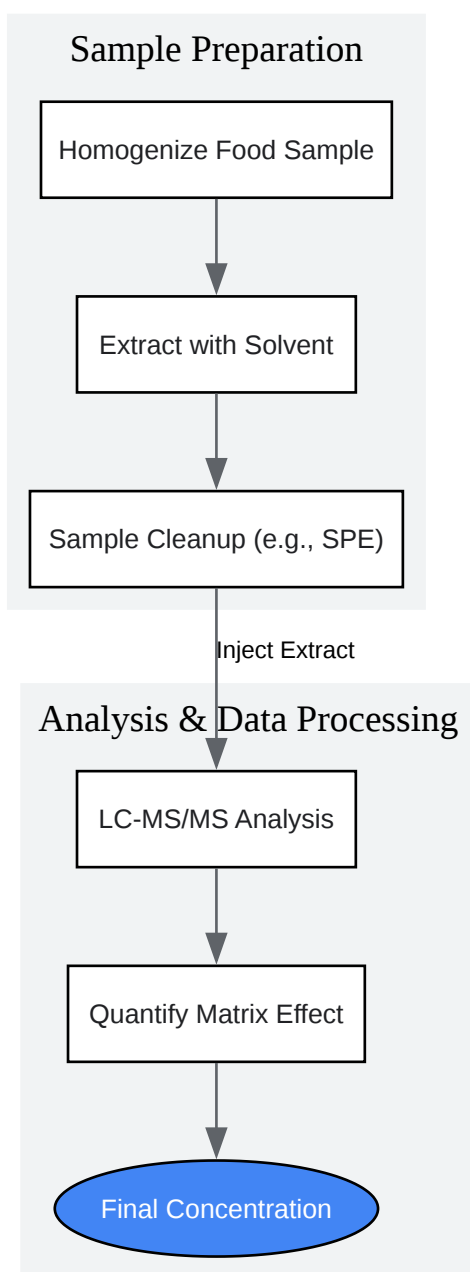 Sample Preparation
Homogenize Food Sample
Extract with Solvent
Sample Cleanup (e.g., SPE)
Inject Extract
Analysis & Data Processing
LC-MS/MS Analysis
Quantify Matrix Effect
Final Concentration